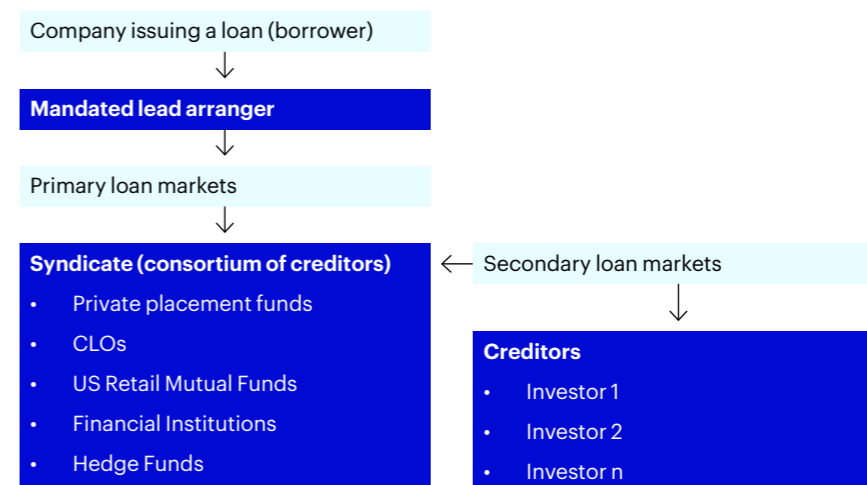 Company issuing a loan (borrower)
Mandated lead arranger
Primary loan markets
Syndicate (consortium of creditors)
• Private placement funds
• CLOs
• US Retail Mutual Funds
• Financial Institutions
• Hedge Funds
Secondary loan markets
Creditors
• Investor 1
• Investor 2
• Investor n